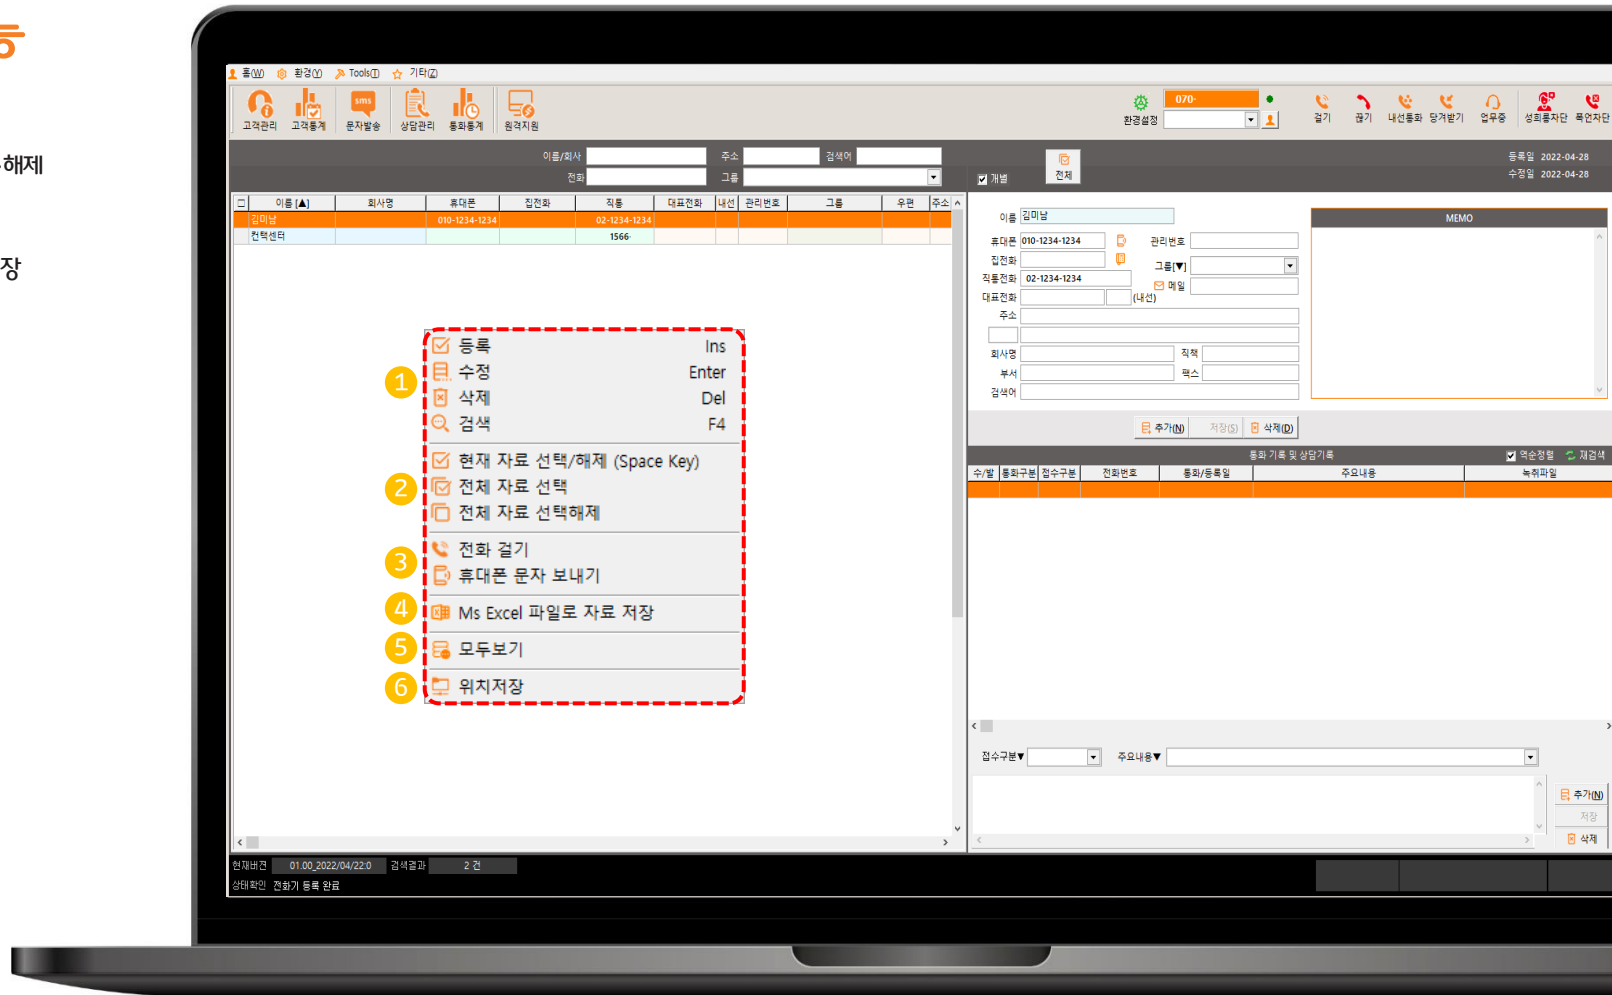 능
해제
장
홈(W) 환경(Y) Tools(T) 기타(Z)
고객관리 고객통계 sms 문자발송 상담관리 통화통계 원격지원
환경설정 070-
걸기 끊기 내선통화 당겨받기 업무중 성희롱차단 폭언차단
이름/회사 주소 검색어
전화 그룹
개별 전체
등록일 2022-04-28
수정일 2022-04-28
이름 [▲] 회사명 휴대폰 집전화 직통 대표전화 내선 관리번호 그룹 우편 주소
김미남 010-1234-1234 02-1234-1234
컨택센터 1566-
이름 김미남
휴대폰 010-1234-1234 관리번호
집전화 그룹[▼]
직통전화 02-1234-1234 메일
대표전화 (내선)
주소
회사명 직책
부서 팩스
검색어
MEMO
추가(N) 저장(S) 삭제(D)
통화 기록 및 상담기록 역순정렬 재검색
수/발 통화구분 접수구분 전화번호 통화/등록일 주요내용 녹취파일
1
등록 Ins
수정 Enter
삭제 Del
검색 F4
2
현재 자료 선택/해제 (Space Key)
전체 자료 선택
전체 자료 선택해제
3
전화 걸기
휴대폰 문자 보내기
4 Ms Excel 파일로 자료 저장
5 모두보기
6 위치저장
접수구분▼ 주요내용▼
추가(N)
저장
삭제
현재버전 01.00_2022/04/22:0 검색결과 2 건
상태확인 전화기 등록 완료